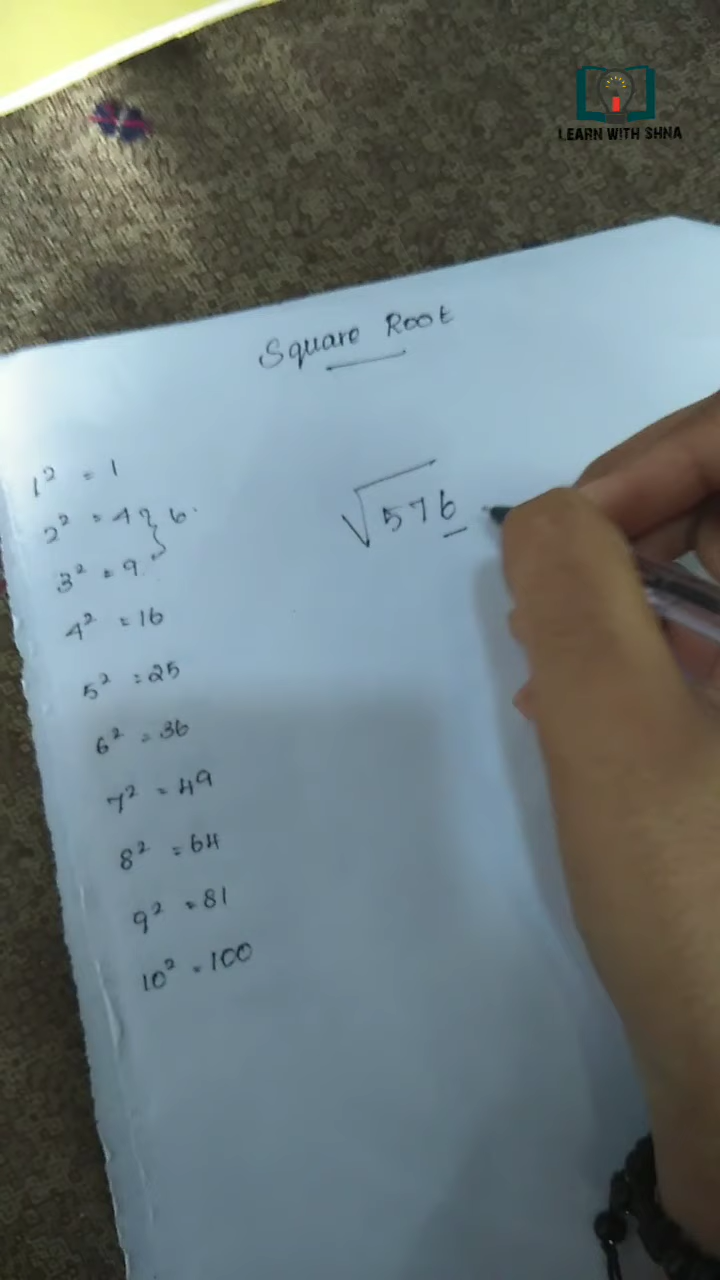 LEARN WITH SHNA
Square Root
1² = 1
2² = 4 } 6.
3² = 9
4² = 16
5² = 25
6² = 36
7² = 49
8² = 64
9² = 81
10² = 100
√576